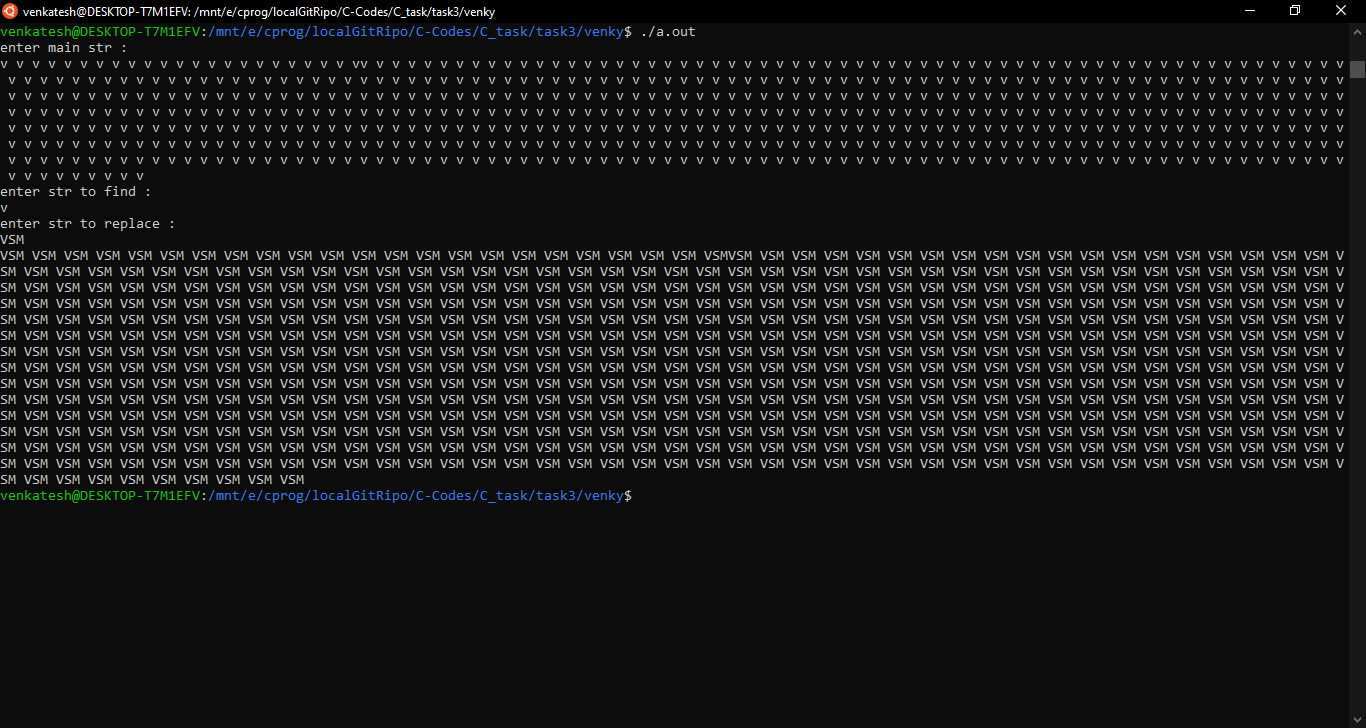 venkatesh@DESKTOP-T7M1EFV: /mnt/e/cprog/localGitRipo/C-Codes/C_task/task3/venky
venkatesh@DESKTOP-T7M1EFV:/mnt/e/cprog/localGitRipo/C-Codes/C_task/task3/venky$ ./a.out
enter main str :
v v v v v v v v v v v v v v v v v v v v v v vv v v v v v v v v v v v v v v v v v v v v v v v v v v v v v v v v v v v v v v v v v v v v v v v v v v v v v v v v v v v v v
 v v v v v v v v v v v v v v v v v v v v v v v v v v v v v v v v v v v v v v v v v v v v v v v v v v v v v v v v v v v v v v v v v v v v v v v v v v v v v v v v v v v v
 v v v v v v v v v v v v v v v v v v v v v v v v v v v v v v v v v v v v v v v v v v v v v v v v v v v v v v v v v v v v v v v v v v v v v v v v v v v v v v v v v v v v
 v v v v v v v v v v v v v v v v v v v v v v v v v v v v v v v v v v v v v v v v v v v v v v v v v v v v v v v v v v v v v v v v v v v v v v v v v v v v v v v v v v v v
 v v v v v v v v v v v v v v v v v v v v v v v v v v v v v v v v v v v v v v v v v v v v v v v v v v v v v v v v v v v v v v v v v v v v v v v v v v v v v v v v v v v v
 v v v v v v v v v v v v v v v v v v v v v v v v v v v v v v v v v v v v v v v v v v v v v v v v v v v v v v v v v v v v v v v v v v v v v v v v v v v v v v v v v v v v
 v v v v v v v v v v v v v v v v v v v v v v v v v v v v v v v v v v v v v v v v v v v v v v v v v v v v v v v v v v v v v v v v v v v v v v v v v v v v v v v v v v v v
 v v v v v v v v v
enter str to find :
v
enter str to replace :
VSM
VSM VSM VSM VSM VSM VSM VSM VSM VSM VSM VSM VSM VSM VSM VSM VSM VSM VSM VSM VSM VSM VSM VSMVSM VSM VSM VSM VSM VSM VSM VSM VSM VSM VSM VSM VSM VSM VSM VSM VSM VSM VSM V
SM VSM VSM VSM VSM VSM VSM VSM VSM VSM VSM VSM VSM VSM VSM VSM VSM VSM VSM VSM VSM VSM VSM VSM VSM VSM VSM VSM VSM VSM VSM VSM VSM VSM VSM VSM VSM VSM VSM VSM VSM VSM V
SM VSM VSM VSM VSM VSM VSM VSM VSM VSM VSM VSM VSM VSM VSM VSM VSM VSM VSM VSM VSM VSM VSM VSM VSM VSM VSM VSM VSM VSM VSM VSM VSM VSM VSM VSM VSM VSM VSM VSM VSM VSM V
SM VSM VSM VSM VSM VSM VSM VSM VSM VSM VSM VSM VSM VSM VSM VSM VSM VSM VSM VSM VSM VSM VSM VSM VSM VSM VSM VSM VSM VSM VSM VSM VSM VSM VSM VSM VSM VSM VSM VSM VSM VSM V
SM VSM VSM VSM VSM VSM VSM VSM VSM VSM VSM VSM VSM VSM VSM VSM VSM VSM VSM VSM VSM VSM VSM VSM VSM VSM VSM VSM VSM VSM VSM VSM VSM VSM VSM VSM VSM VSM VSM VSM VSM VSM V
SM VSM VSM VSM VSM VSM VSM VSM VSM VSM VSM VSM VSM VSM VSM VSM VSM VSM VSM VSM VSM VSM VSM VSM VSM VSM VSM VSM VSM VSM VSM VSM VSM VSM VSM VSM VSM VSM VSM VSM VSM VSM V
SM VSM VSM VSM VSM VSM VSM VSM VSM VSM VSM VSM VSM VSM VSM VSM VSM VSM VSM VSM VSM VSM VSM VSM VSM VSM VSM VSM VSM VSM VSM VSM VSM VSM VSM VSM VSM VSM VSM VSM VSM VSM V
SM VSM VSM VSM VSM VSM VSM VSM VSM VSM VSM VSM VSM VSM VSM VSM VSM VSM VSM VSM VSM VSM VSM VSM VSM VSM VSM VSM VSM VSM VSM VSM VSM VSM VSM VSM VSM VSM VSM VSM VSM VSM V
SM VSM VSM VSM VSM VSM VSM VSM VSM VSM VSM VSM VSM VSM VSM VSM VSM VSM VSM VSM VSM VSM VSM VSM VSM VSM VSM VSM VSM VSM VSM VSM VSM VSM VSM VSM VSM VSM VSM VSM VSM VSM V
SM VSM VSM VSM VSM VSM VSM VSM VSM VSM VSM VSM VSM VSM VSM VSM VSM VSM VSM VSM VSM VSM VSM VSM VSM VSM VSM VSM VSM VSM VSM VSM VSM VSM VSM VSM VSM VSM VSM VSM VSM VSM V
SM VSM VSM VSM VSM VSM VSM VSM VSM VSM VSM VSM VSM VSM VSM VSM VSM VSM VSM VSM VSM VSM VSM VSM VSM VSM VSM VSM VSM VSM VSM VSM VSM VSM VSM VSM VSM VSM VSM VSM VSM VSM V
SM VSM VSM VSM VSM VSM VSM VSM VSM VSM VSM VSM VSM VSM VSM VSM VSM VSM VSM VSM VSM VSM VSM VSM VSM VSM VSM VSM VSM VSM VSM VSM VSM VSM VSM VSM VSM VSM VSM VSM VSM VSM V
SM VSM VSM VSM VSM VSM VSM VSM VSM VSM VSM VSM VSM VSM VSM VSM VSM VSM VSM VSM VSM VSM VSM VSM VSM VSM VSM VSM VSM VSM VSM VSM VSM VSM VSM VSM VSM VSM VSM VSM VSM VSM V
SM VSM VSM VSM VSM VSM VSM VSM VSM VSM VSM VSM VSM VSM VSM VSM VSM VSM VSM VSM VSM VSM VSM VSM VSM VSM VSM VSM VSM VSM VSM VSM VSM VSM VSM VSM VSM VSM VSM VSM VSM VSM V
SM VSM VSM VSM VSM VSM VSM VSM VSM VSM
venkatesh@DESKTOP-T7M1EFV:/mnt/e/cprog/localGitRipo/C-Codes/C_task/task3/venky$